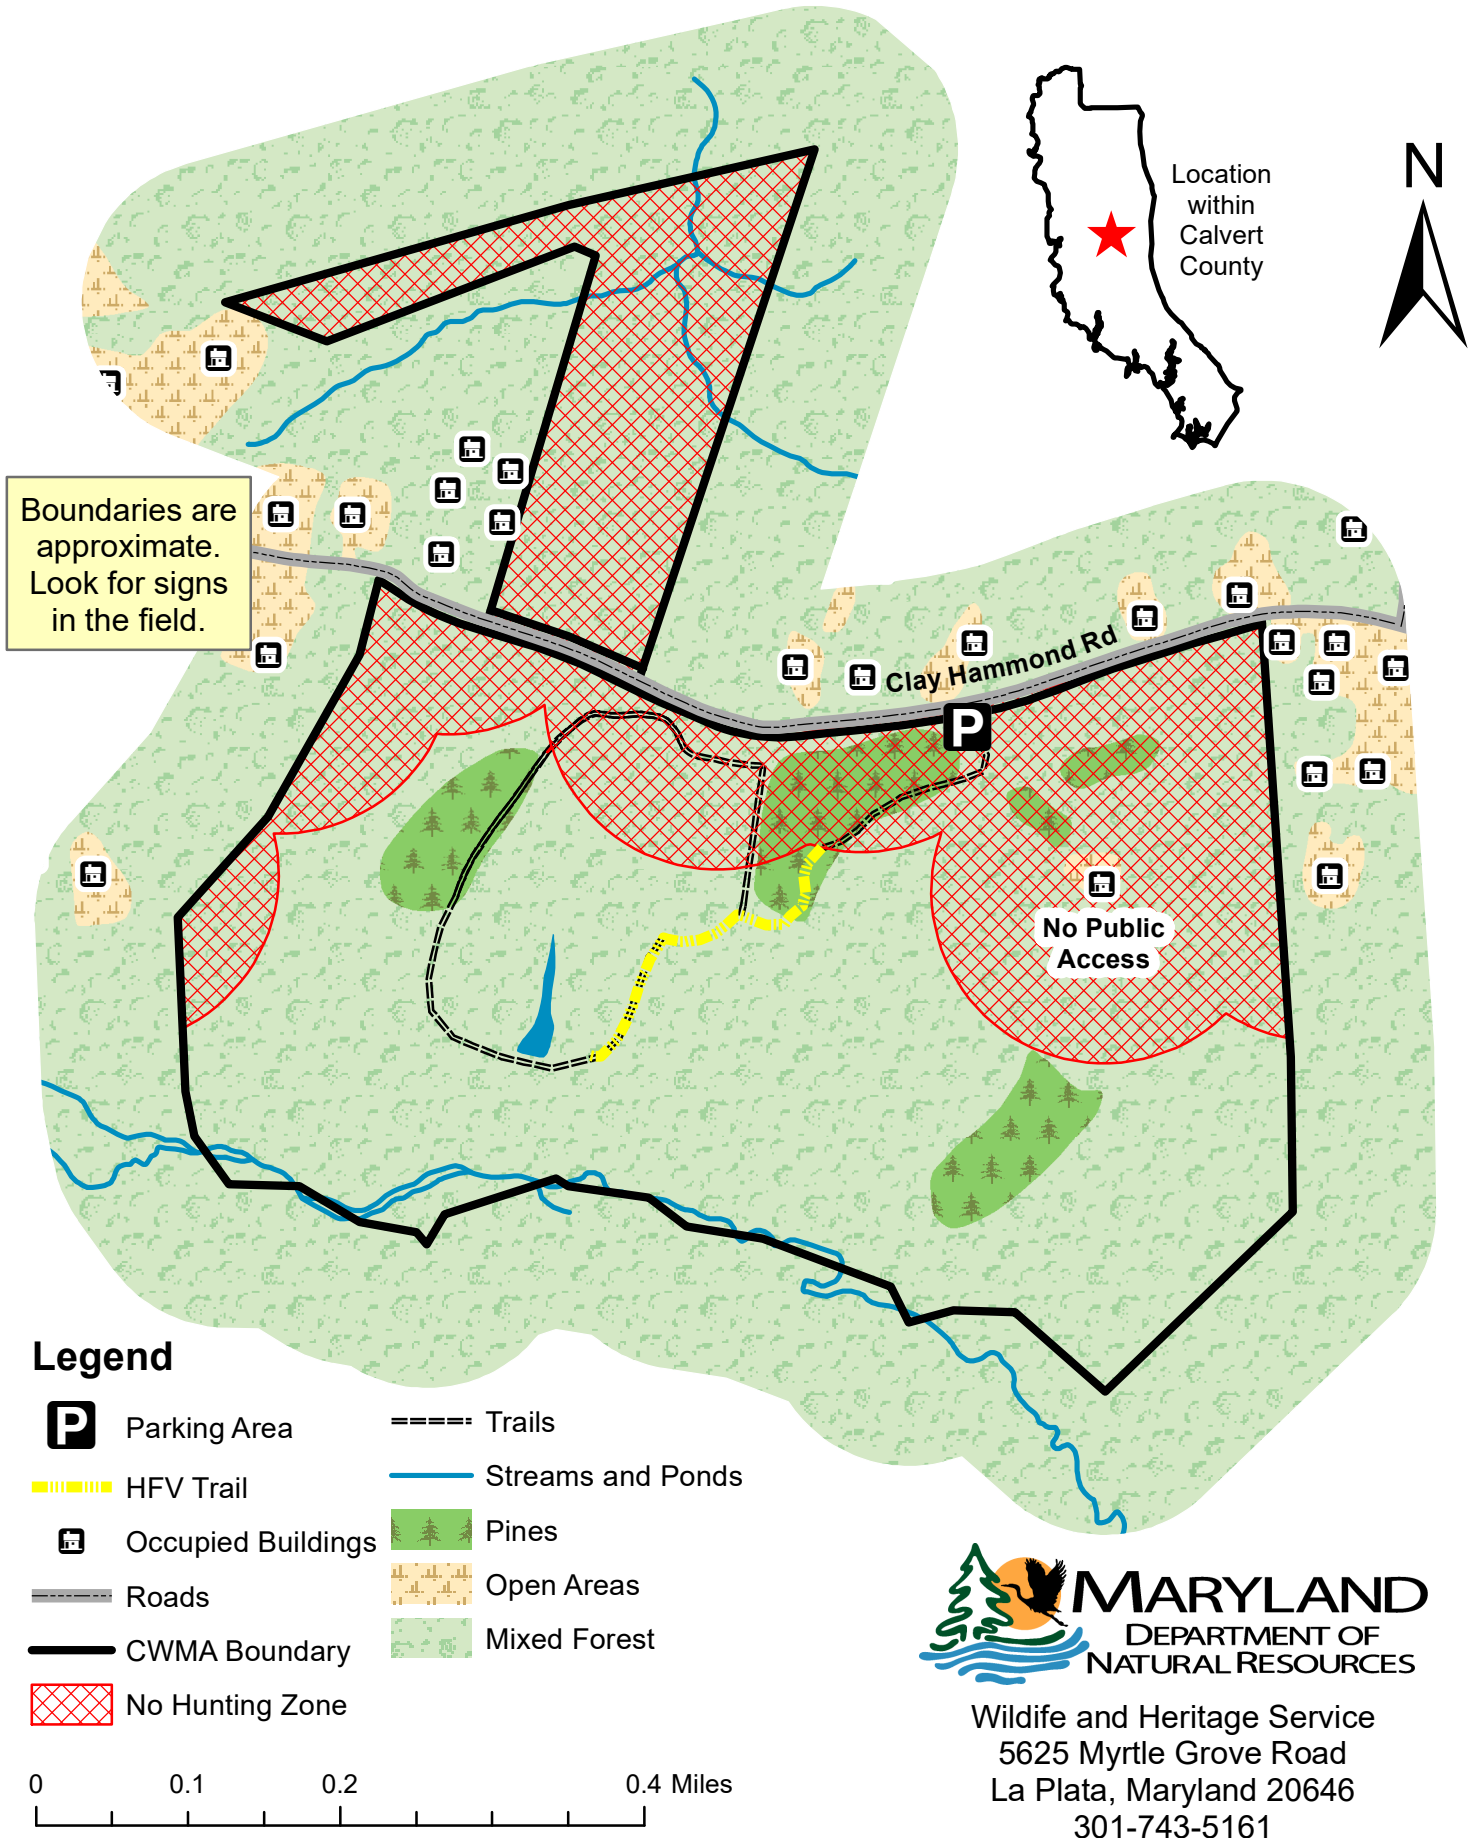 Location
within
Calvert
County
N
Boundaries are
approximate.
Look for signs
in the field.
Clay Hammond Rd
P
No Public
Access
Legend
P Parking Area
HFV Trail
Occupied Buildings
Roads
CWMA Boundary
No Hunting Zone
Trails
Streams and Ponds
Pines
Open Areas
Mixed Forest
0 0.1 0.2 0.4 Miles
MARYLAND
DEPARTMENT OF
NATURAL RESOURCES
Wildife and Heritage Service
5625 Myrtle Grove Road
La Plata, Maryland 20646
301-743-5161